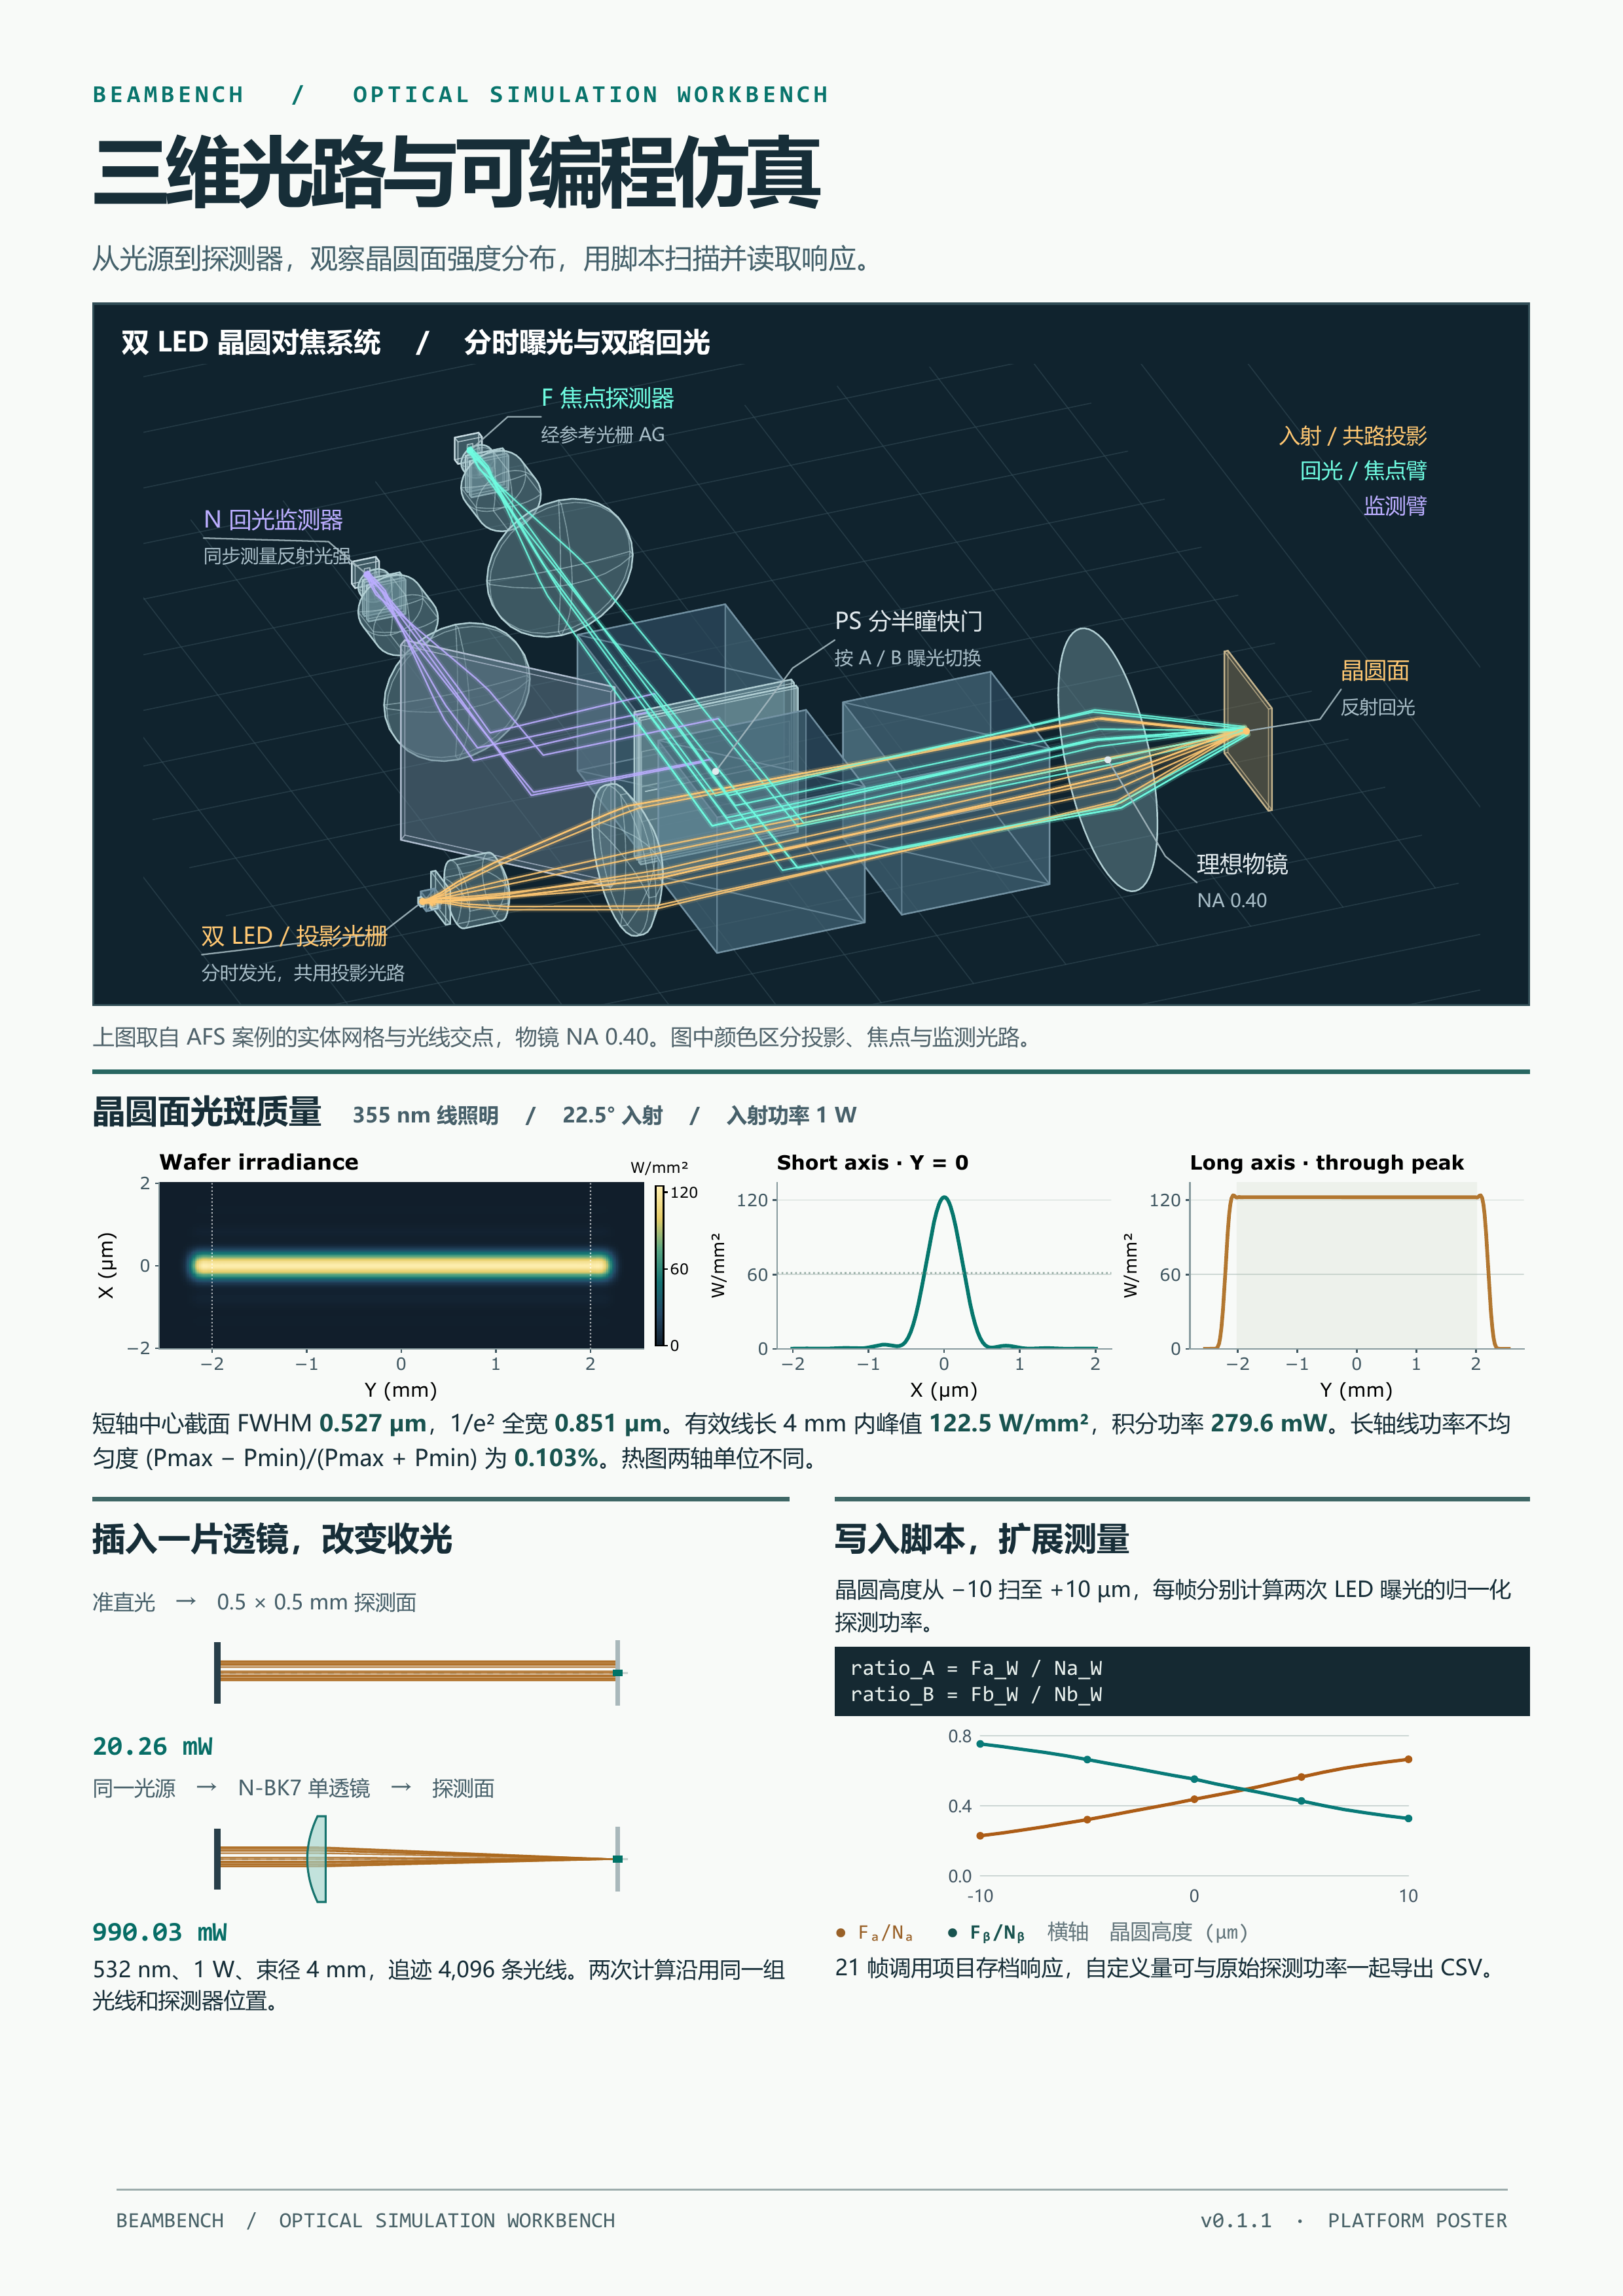 BEAMBENCH / OPTICAL SIMULATION WORKBENCH
三维光路与可编程仿真
从光源到探测器，观察晶圆面强度分布，用脚本扫描并读取响应。
双 LED 晶圆对焦系统 / 分时曝光与双路回光
F 焦点探测器
经参考光栅 AG
入射 / 共路投影
回光 / 焦点臂
监测臂
N 回光监测器
同步测量反射光强
PS 分半瞳快门
按 A / B 曝光切换
晶圆面
反射回光
理想物镜
NA 0.40
双 LED / 投影光栅
分时发光，共用投影光路
上图取自 AFS 案例的实体网格与光线交点，物镜 NA 0.40。图中颜色区分投影、焦点与监测光路。
晶圆面光斑质量 355 nm 线照明 / 22.5° 入射 / 入射功率 1 W
Wafer irradiance
W/mm²
2
0
−2
X (µm)
−2 −1 0 1 2
Y (mm)
120
60
0
Short axis · Y = 0
W/mm²
120
60
0
−2 −1 0 1 2
X (µm)
Long axis · through peak
W/mm²
120
60
0
−2 −1 0 1 2
Y (mm)
短轴中心截面 FWHM 0.527 µm，1/e² 全宽 0.851 µm。有效线长 4 mm 内峰值 122.5 W/mm²，积分功率 279.6 mW。长轴线功率不均
匀度 (Pmax − Pmin)/(Pmax + Pmin) 为 0.103%。热图两轴单位不同。
插入一片透镜，改变收光
准直光 → 0.5 × 0.5 mm 探测面
20.26 mW
同一光源 → N-BK7 单透镜 → 探测面
990.03 mW
532 nm、1 W、束径 4 mm，追迹 4,096 条光线。两次计算沿用同一组
光线和探测器位置。
写入脚本，扩展测量
晶圆高度从 −10 扫至 +10 µm，每帧分别计算两次 LED 曝光的归一化
探测功率。
ratio_A = Fa_W / Na_W
ratio_B = Fb_W / Nb_W
0.8
0.4
0.0
-10 0 10
● Fₐ/Nₐ ● Fᵦ/Nᵦ 横轴 晶圆高度 (µm)
21 帧调用项目存档响应，自定义量可与原始探测功率一起导出 CSV。
BEAMBENCH / OPTICAL SIMULATION WORKBENCH
v0.1.1 · PLATFORM POSTER